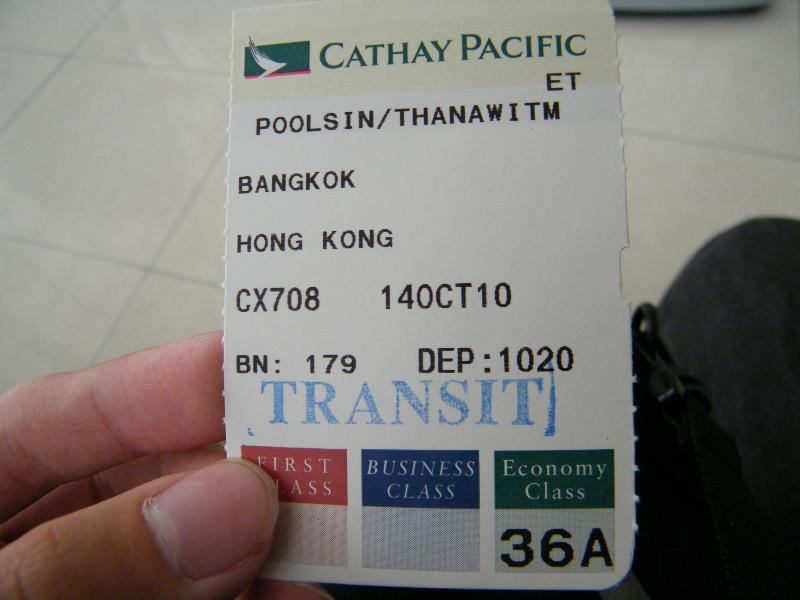 CATHAY PACIFIC
ET
POOLSIN/THANAWITM
BANGKOK
HONG KONG
CX708 14OCT10
BN: 179 DEP:1020
TRANSIT
FIRST CLASS
BUSINESS CLASS
Economy Class
36A